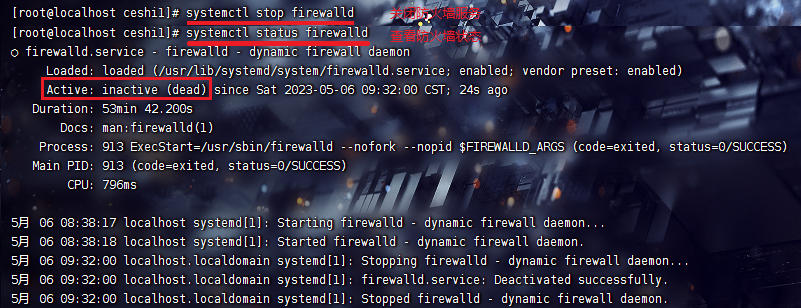 [root@localhost ceshi1]# systemctl stop firewalld 关闭防火墙服务
[root@localhost ceshi1]# systemctl status firewalld 查看防火墙状态
○ firewalld.service - firewalld - dynamic firewall daemon
Loaded: loaded (/usr/lib/systemd/system/firewalld.service; enabled; vendor preset: enabled)
Active: inactive (dead) since Sat 2023-05-06 09:32:00 CST; 24s ago
Duration: 53min 42.200s
Docs: man:firewalld(1)
Process: 913 ExecStart=/usr/sbin/firewalld --nofork --nopid $FIREWALLD_ARGS (code=exited, status=0/SUCCESS)
Main PID: 913 (code=exited, status=0/SUCCESS)
CPU: 796ms
5月 06 08:38:17 localhost systemd[1]: Starting firewalld - dynamic firewall daemon...
5月 06 08:38:18 localhost systemd[1]: Started firewalld - dynamic firewall daemon.
5月 06 09:32:00 localhost.localdomain systemd[1]: Stopping firewalld - dynamic firewall daemon...
5月 06 09:32:00 localhost.localdomain systemd[1]: firewalld.service: Deactivated successfully.
5月 06 09:32:00 localhost.localdomain systemd[1]: Stopped firewalld - dynamic firewall daemon.